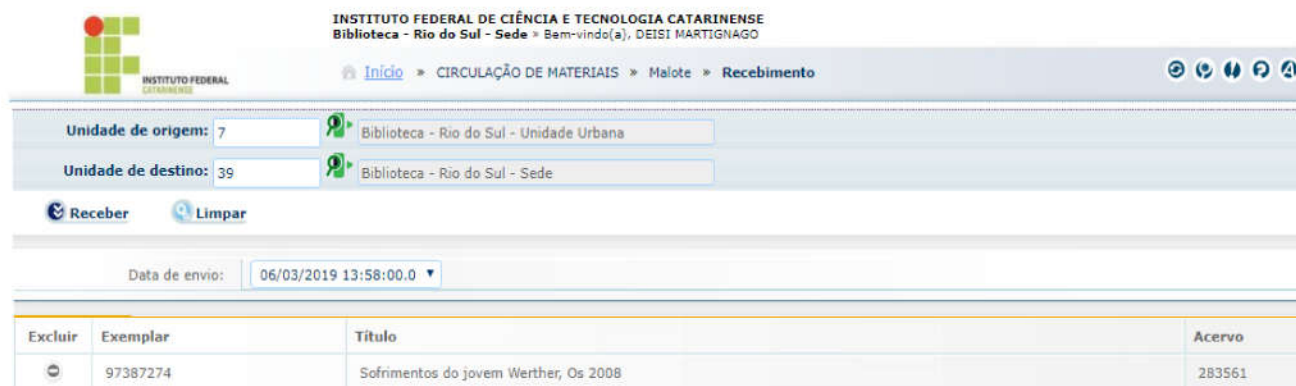 INSTITUTO FEDERAL DE CIÊNCIA E TECNOLOGIA CATARINENSE
Biblioteca - Rio do Sul - Sede » Bem-vindo(a), DEISI MARTIGNAGO
INSTITUTO FEDERAL
CATARINENSE
Início » CIRCULAÇÃO DE MATERIAIS » Malote » Recebimento
Unidade de origem: 7 Biblioteca - Rio do Sul - Unidade Urbana
Unidade de destino: 39 Biblioteca - Rio do Sul - Sede
Receber Limpar
Data de envio: 06/03/2019 13:58:00.0
Excluir Exemplar Título Acervo
97387274 Sofrimentos do jovem Werther, Os 2008 283561